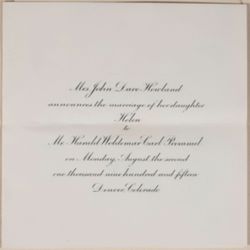 Mrs John Dare Howland
announces the marriage of her daughter
Helen
to
Mr. Harald Woldemar Carl
on Monday, August the second
one thousand nine hundred and fifteen
Denver, Colorado